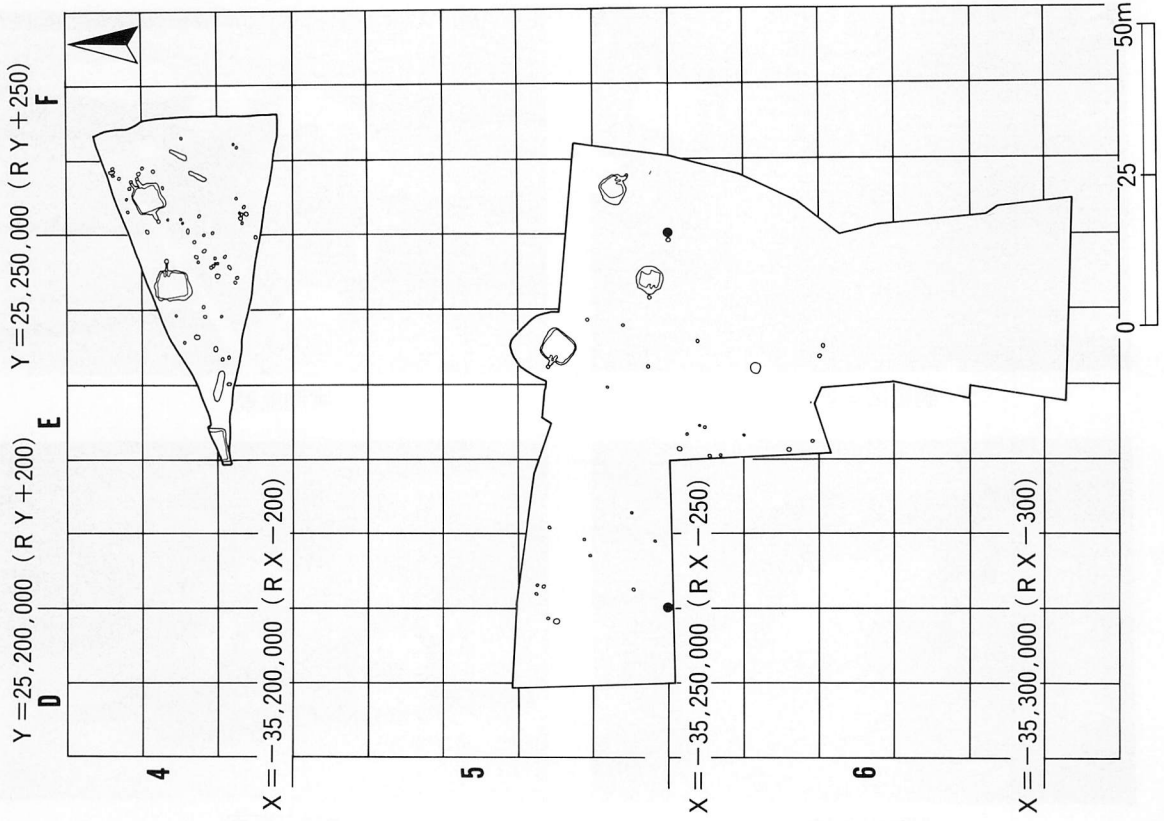 Y=25,200,000 (RY+200)
Y=25,250,000 (RY+250)
D
E
F
4
X=-35,200,000 (RX-200)
5
X=-35,250,000 (RX-250)
6
X=-35,300,000 (RX-300)
0
25
50m